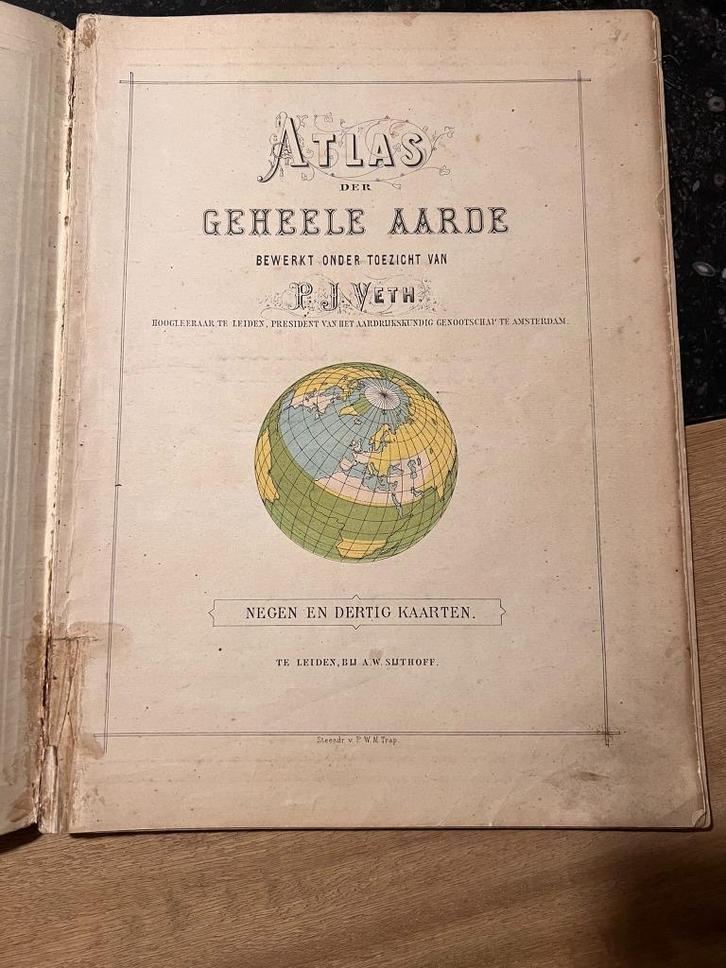 ATLAS
DER
GEHEELE AARDE
BEWERKT ONDER TOEZICHT VAN
P. J. VETH
HOOGLEERAAR TE LEIDEN, PRESIDENT VAN HET AARDRIJKSKUNDIG GENOOTSCHAP TE AMSTERDAM.
NEGEN EN DERTIG KAARTEN.
TE LEIDEN, BIJ A.W. SIJTHOFF.
Steendr. v. P. W. M. Trap.